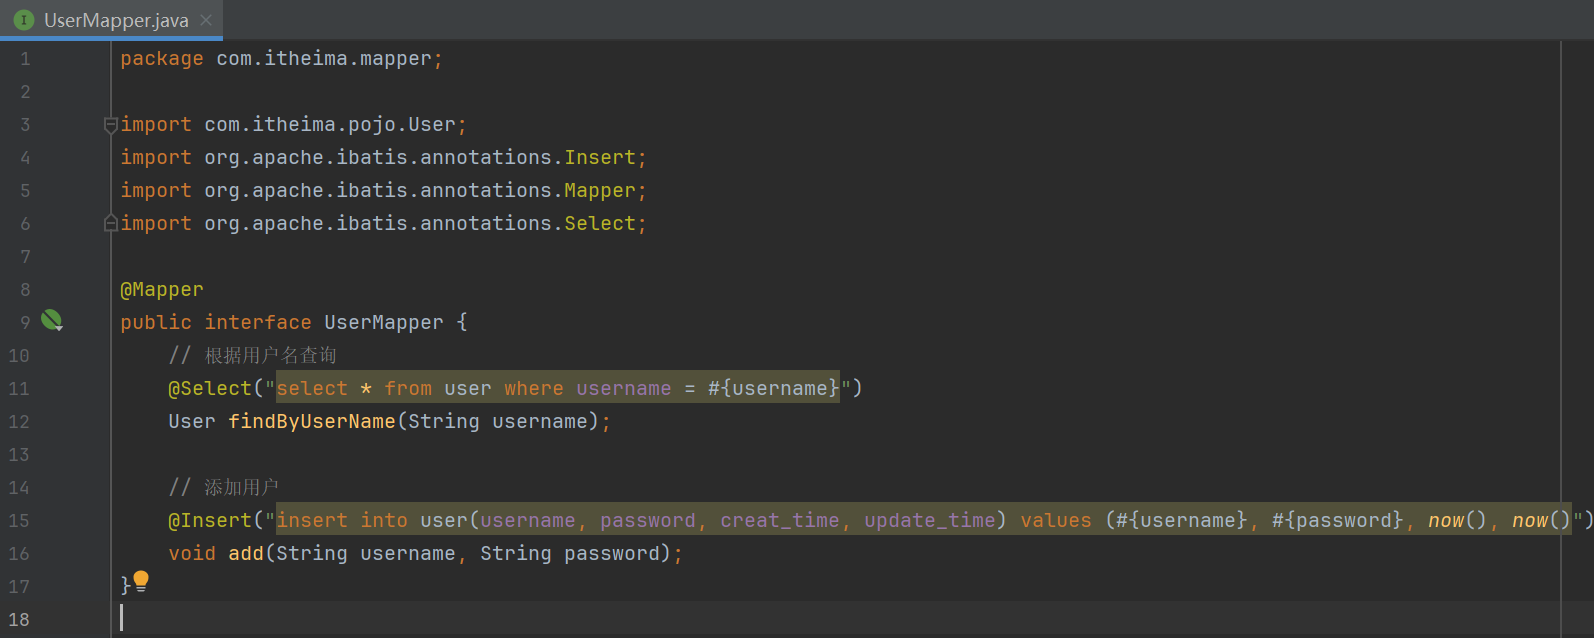 UserMapper.java
1 package com.itheima.mapper;
2
3 import com.itheima.pojo.User;
4 import org.apache.ibatis.annotations.Insert;
5 import org.apache.ibatis.annotations.Mapper;
6 import org.apache.ibatis.annotations.Select;
7
8 @Mapper
9 public interface UserMapper {
10 // 根据用户名查询
11 @Select("select * from user where username = #{username}")
12 User findByUserName(String username);
13
14 // 添加用户
15 @Insert("insert into user(username, password, creat_time, update_time) values (#{username}, #{password}, now(), now()")
16 void add(String username, String password);
17 }
18